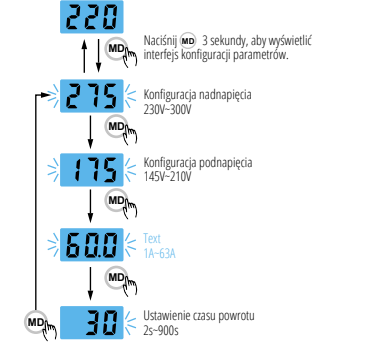 220
MD
Naciśnij MD 3 sekundy, aby wyświetlić
interfejs konfiguracji parametrów.
275
Konfiguracja nadnapięcia
230V~300V
MD
175
Konfiguracja podnapięcia
145V~210V
MD
60.0
Text
1A~63A
MD
MD
30
Ustawienie czasu powrotu
2s~900s